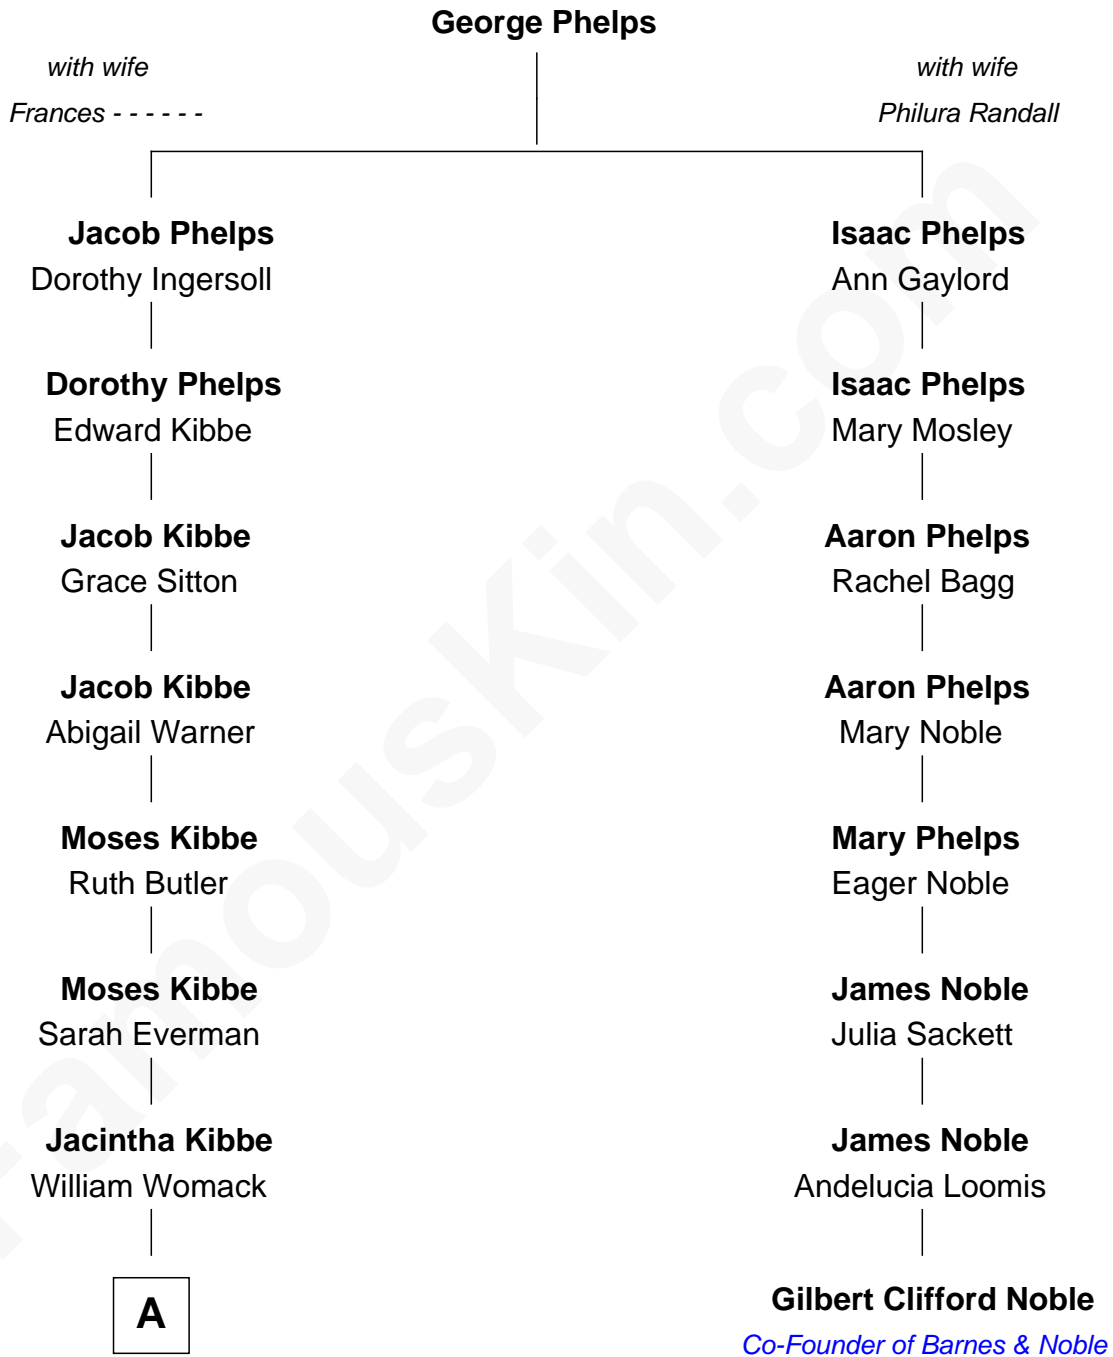 George Phelps
with wife
with wife
Frances - - - - - -
Philura Randall
Jacob Phelps
Dorothy Ingersoll
Isaac Phelps
Ann Gaylord
Dorothy Phelps
Edward Kibbe
Isaac Phelps
Mary Mosley
Jacob Kibbe
Grace Sitton
Aaron Phelps
Rachel Bagg
Jacob Kibbe
Abigail Warner
Aaron Phelps
Mary Noble
Moses Kibbe
Ruth Butler
Mary Phelps
Eager Noble
Moses Kibbe
Sarah Everman
James Noble
Julia Sackett
Jacintha Kibbe
William Womack
James Noble
Andelucia Loomis
A
Gilbert Clifford Noble
Co-Founder of Barnes & Noble
FamousKin.com